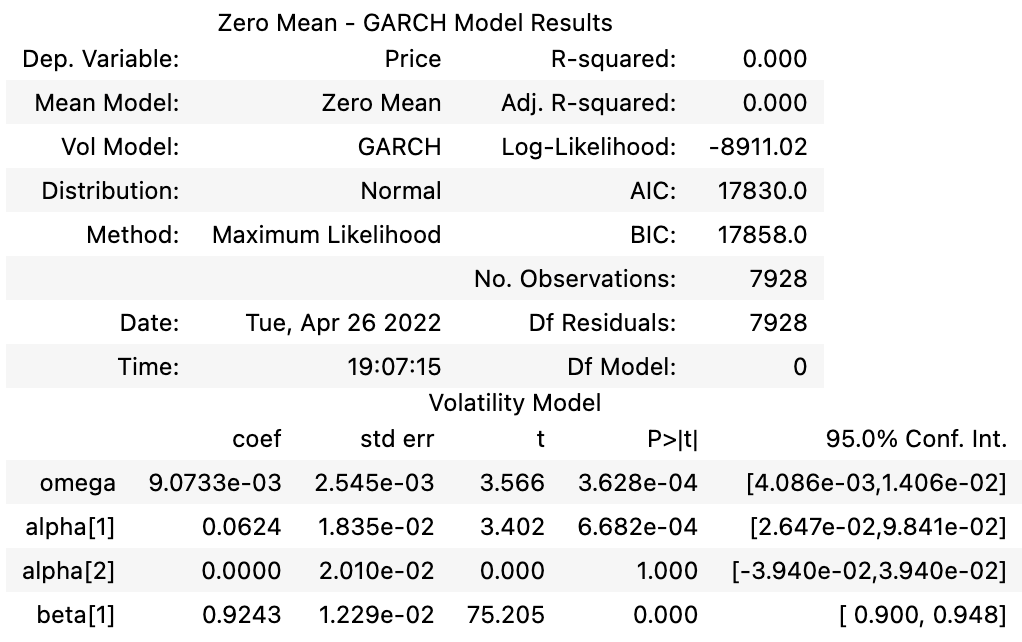 Zero Mean - GARCH Model Results
Dep. Variable: Price R-squared: 0.000
Mean Model: Zero Mean Adj. R-squared: 0.000
Vol Model: GARCH Log-Likelihood: -8911.02
Distribution: Normal AIC: 17830.0
Method: Maximum Likelihood BIC: 17858.0
No. Observations: 7928
Date: Tue, Apr 26 2022 Df Residuals: 7928
Time: 19:07:15 Df Model: 0
Volatility Model
coef std err t P>|t| 95.0% Conf. Int.
omega 9.0733e-03 2.545e-03 3.566 3.628e-04 [4.086e-03,1.406e-02]
alpha[1] 0.0624 1.835e-02 3.402 6.682e-04 [2.647e-02,9.841e-02]
alpha[2] 0.0000 2.010e-02 0.000 1.000 [-3.940e-02,3.940e-02]
beta[1] 0.9243 1.229e-02 75.205 0.000 [ 0.900, 0.948]